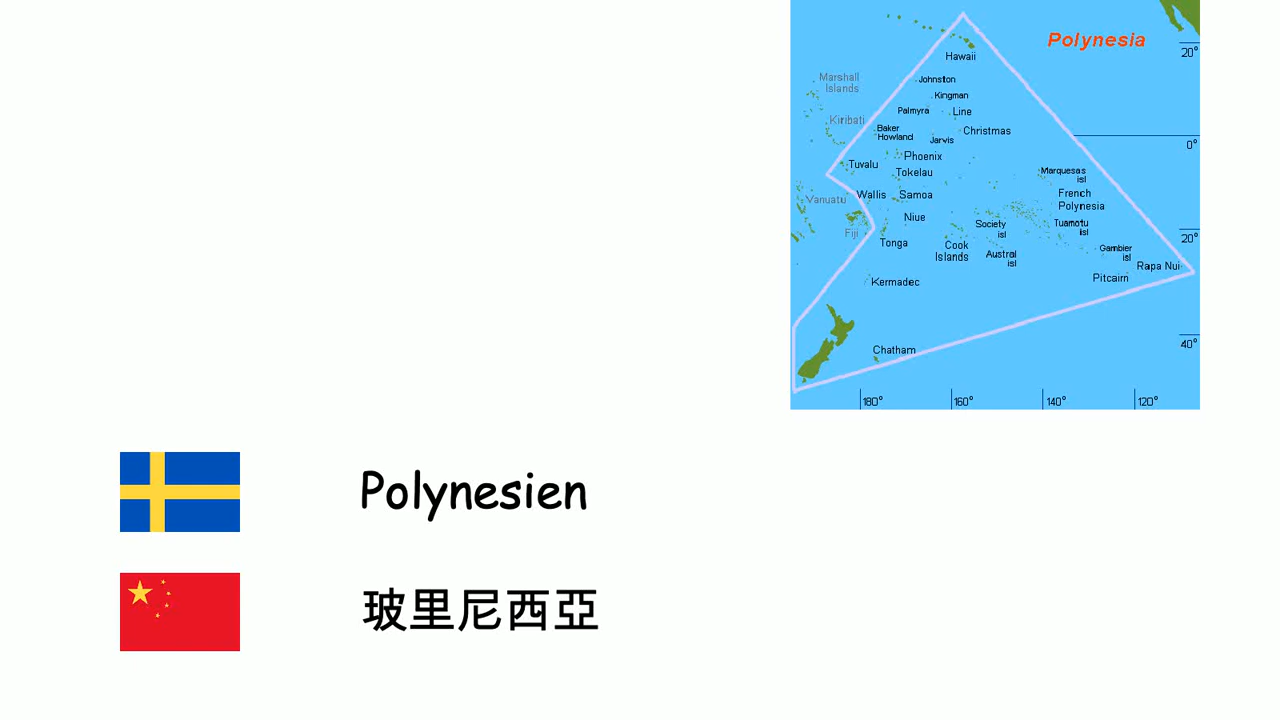 Polynesia
20°
Hawaii
Marshall
Islands
Johnston
Kingman
Palmyra
Line
Kiribati
Baker
Howland
Christmas
Jarvis
0°
Phoenix
Tuvalu
Tokelau
Marquesas
isl
Wallis
Samoa
French
Polynesia
Vanuatu
Niue
Society
isl
Tuamotu
isl
Fiji
20°
Tonga
Cook
Islands
Austral
isl
Gambier
isl
Rapa Nui
Kermadec
Pitcairn
Chatham
40°
180°
160°
140°
120°
Polynesien
玻里尼西亞